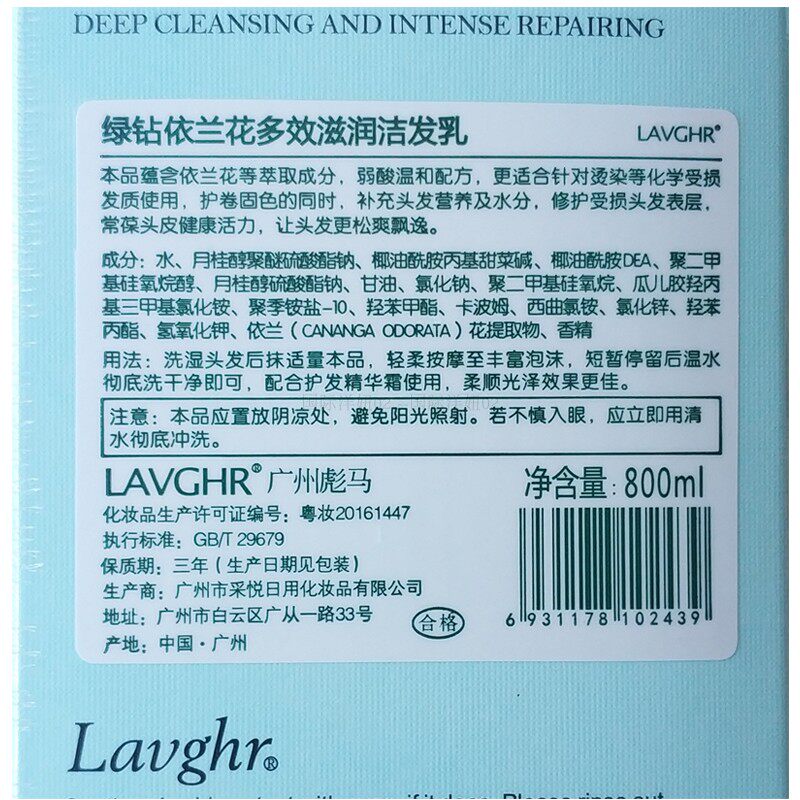 DEEP CLEANSING AND INTENSE REPAIRING
绿钻依兰花多效滋润洁发乳 LAVGHR®
本品蕴含依兰花等萃取成分，弱酸温和配方，更适合针对烫染等化学受损
发质使用，护卷固色的同时，补充头发营养及水分，修护受损头发表层，
常葆头皮健康活力，让头发更松爽飘逸。
成分：水、月桂醇聚醚硫酸酯钠、椰油酰胺丙基甜菜碱、椰油酰胺DEA、聚二甲
基硅氧烷醇、月桂醇硫酸酯钠、甘油、氯化钠、聚二甲基硅氧烷、瓜儿胶羟丙
基三甲基氯化铵、聚季铵盐-10、羟苯甲酯、卡波姆、西曲氯铵、氯化锌、羟苯
丙酯、氢氧化钾、依兰（CANANGA ODORATA）花提取物、香精
用法：洗湿头发后抹适量本品，轻柔按摩至丰富泡沫，短暂停留后温水
彻底洗干净即可，配合护发精华霜使用，柔顺光泽效果更佳。
注意：本品应置放阴凉处，避免阳光照射。若不慎入眼，应立即用清
水彻底冲洗。
LAVGHR®广州彪马
净含量：800ml
化妆品生产许可证编号：粤妆20161447
执行标准：GB/T 29679
保质期：三年（生产日期见包装）
生产商：广州市采悦日用化妆品有限公司
地址：广州市白云区广从一路33号
产地：中国·广州
合格
6 931178 102439
Lavghr®